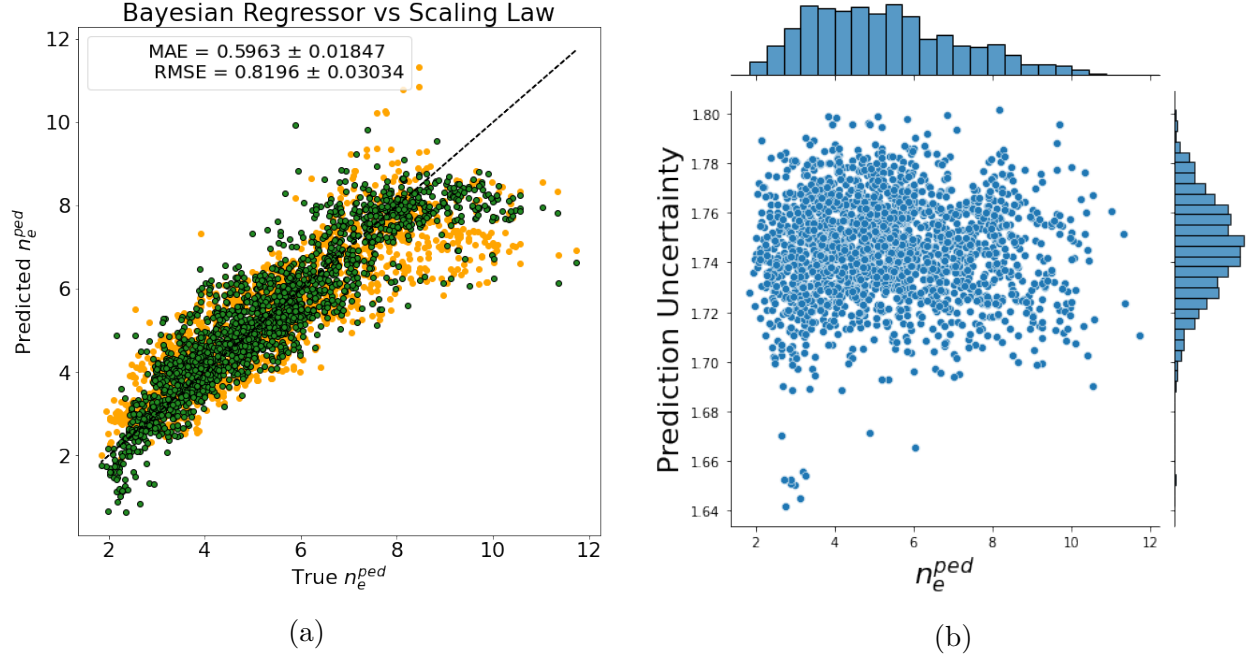 Bayesian Regressor vs Scaling Law
MAE = 0.5963 ± 0.01847
RMSE = 0.8196 ± 0.03034
12
10
8
6
4
2
Predicted n_e^{ped}
2 4 6 8 10 12
True n_e^{ped}
(a)
1.80
1.78
1.76
1.74
1.72
1.70
1.68
1.66
1.64
Prediction Uncertainty
2 4 6 8 10 12
n_e^{ped}
(b)